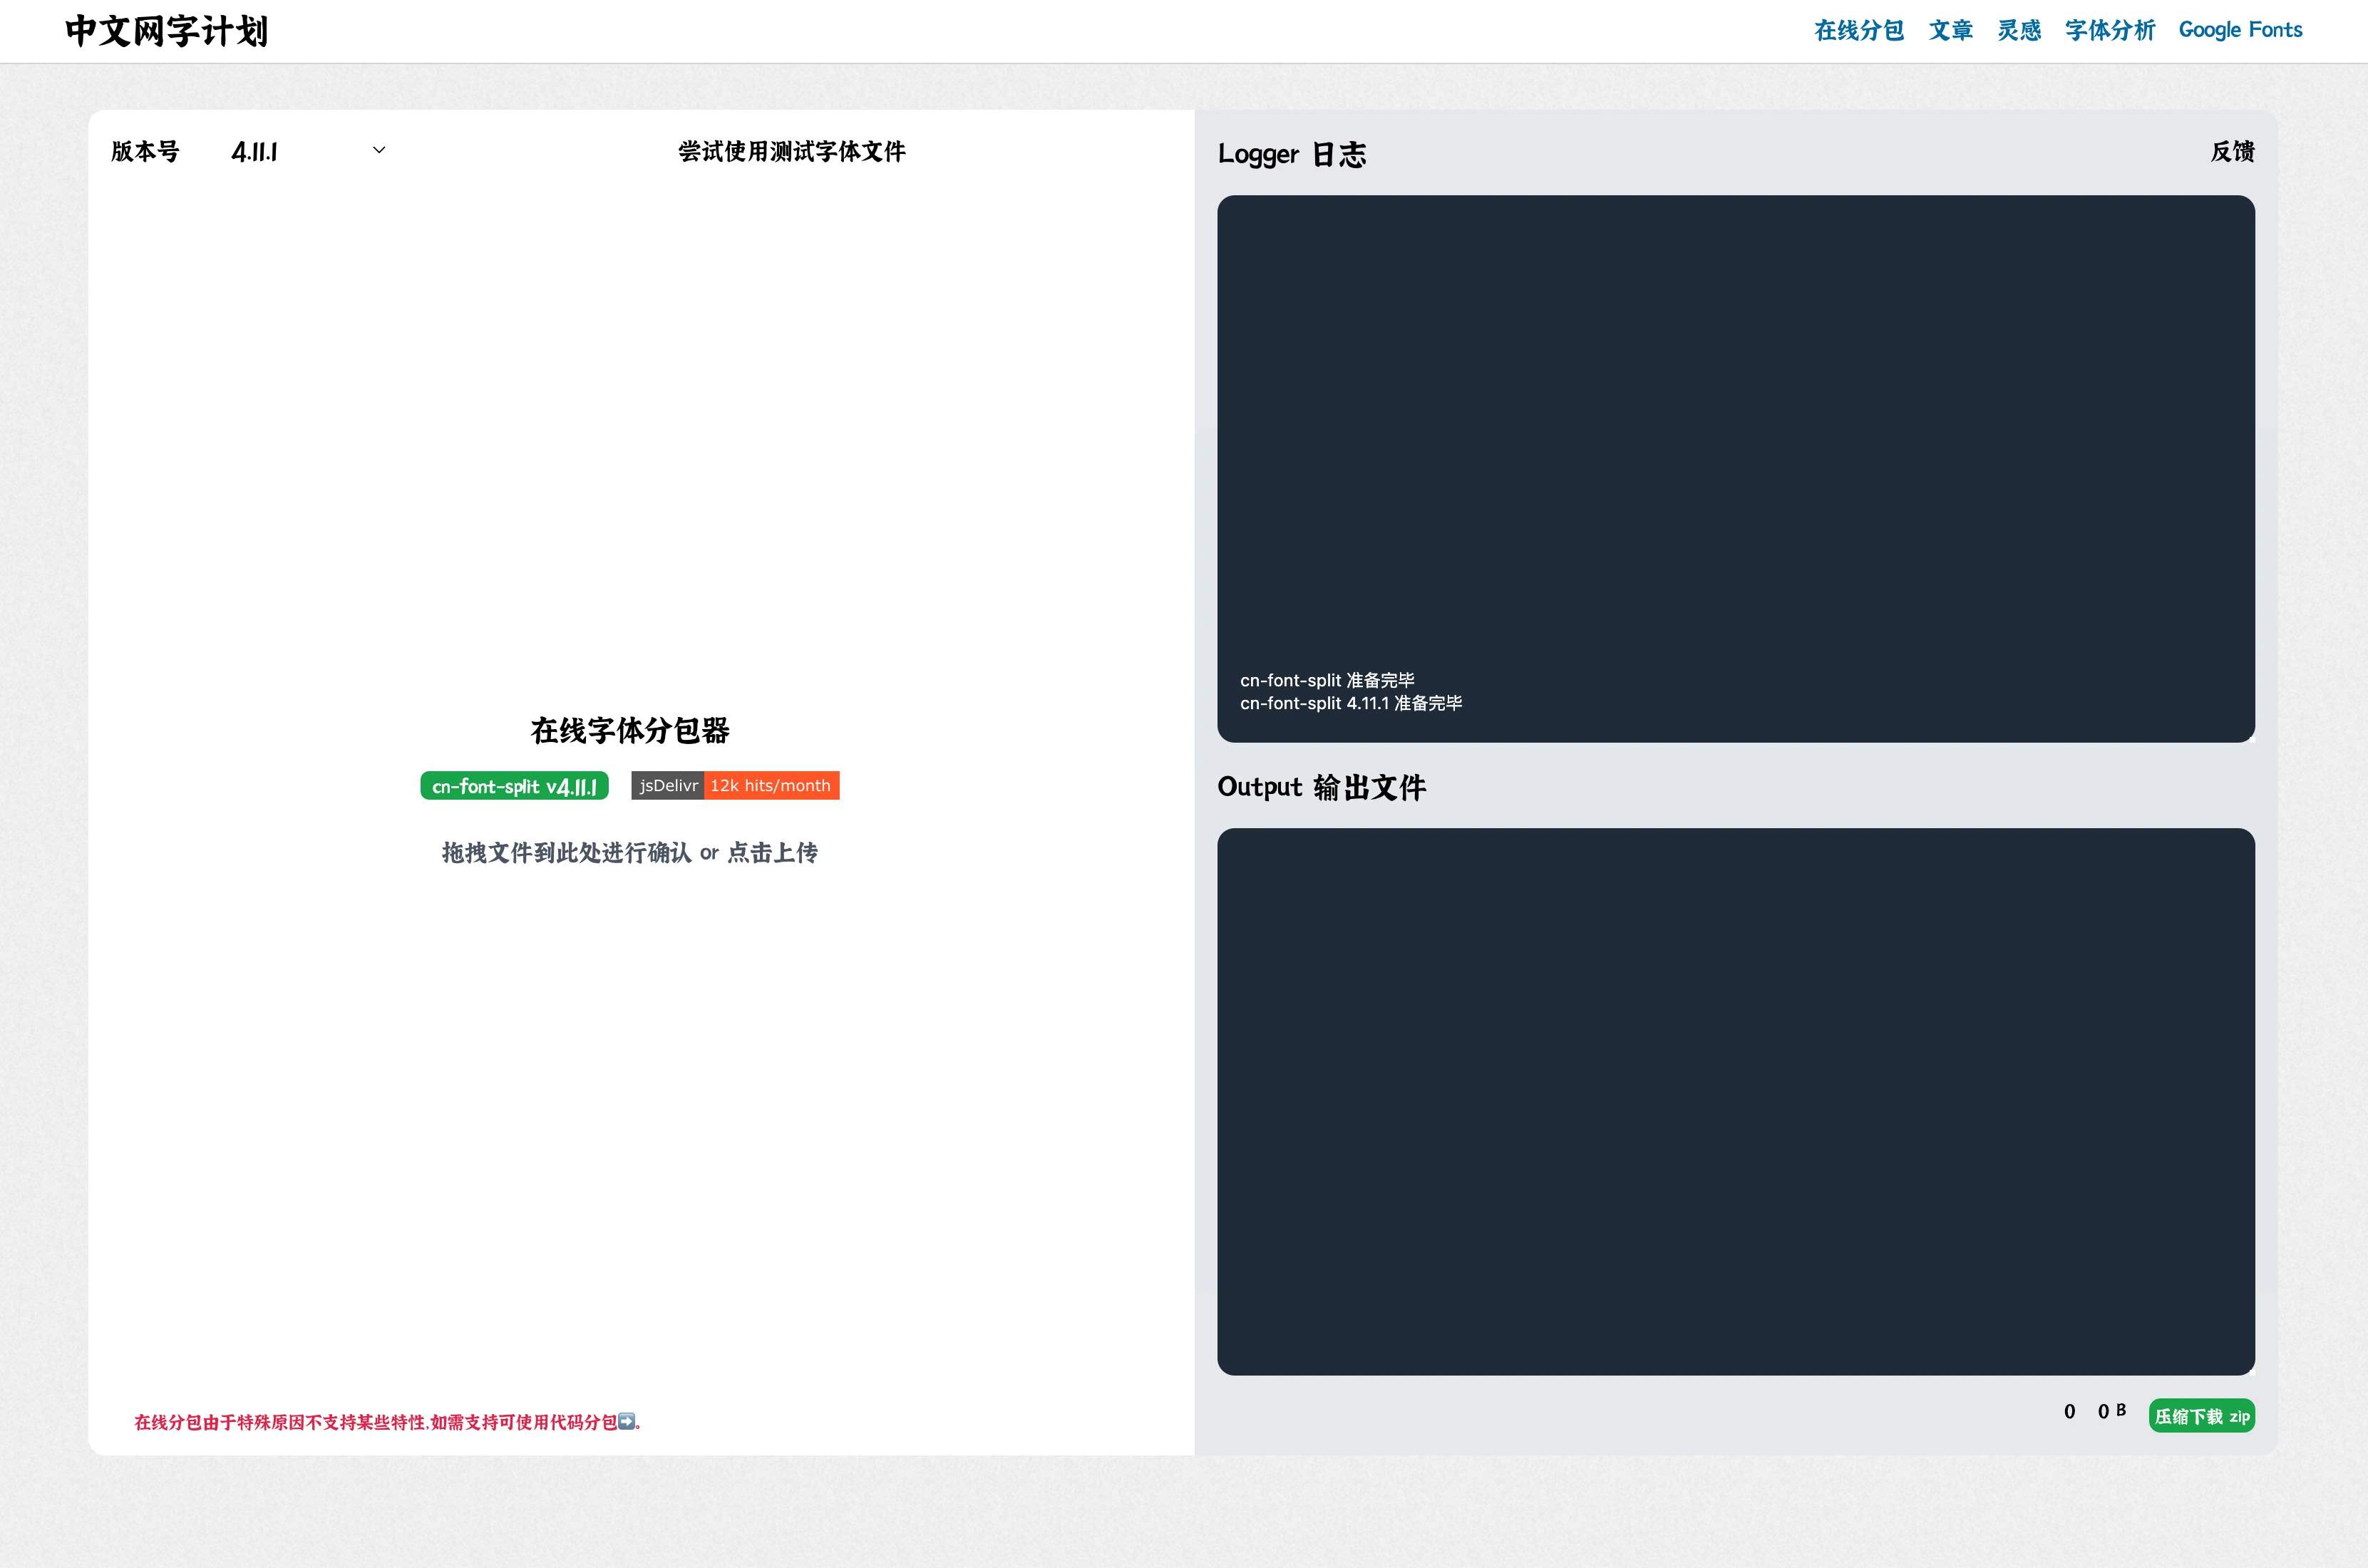 中文网字计划
在线分包 文章 灵感 字体分析 Google Fonts
版本号 4.11.1 尝试使用测试字体文件
在线字体分包器
cn-font-split v4.11.1 jsDelivr 12k hits/month
拖拽文件到此处进行确认 or 点击上传
在线分包由于特殊原因不支持某些特性,如需支持可使用代码分包➡️。
Logger 日志 反馈
cn-font-split 准备完毕
cn-font-split 4.11.1 准备完毕
Output 输出文件
0 0 B 压缩下载 zip